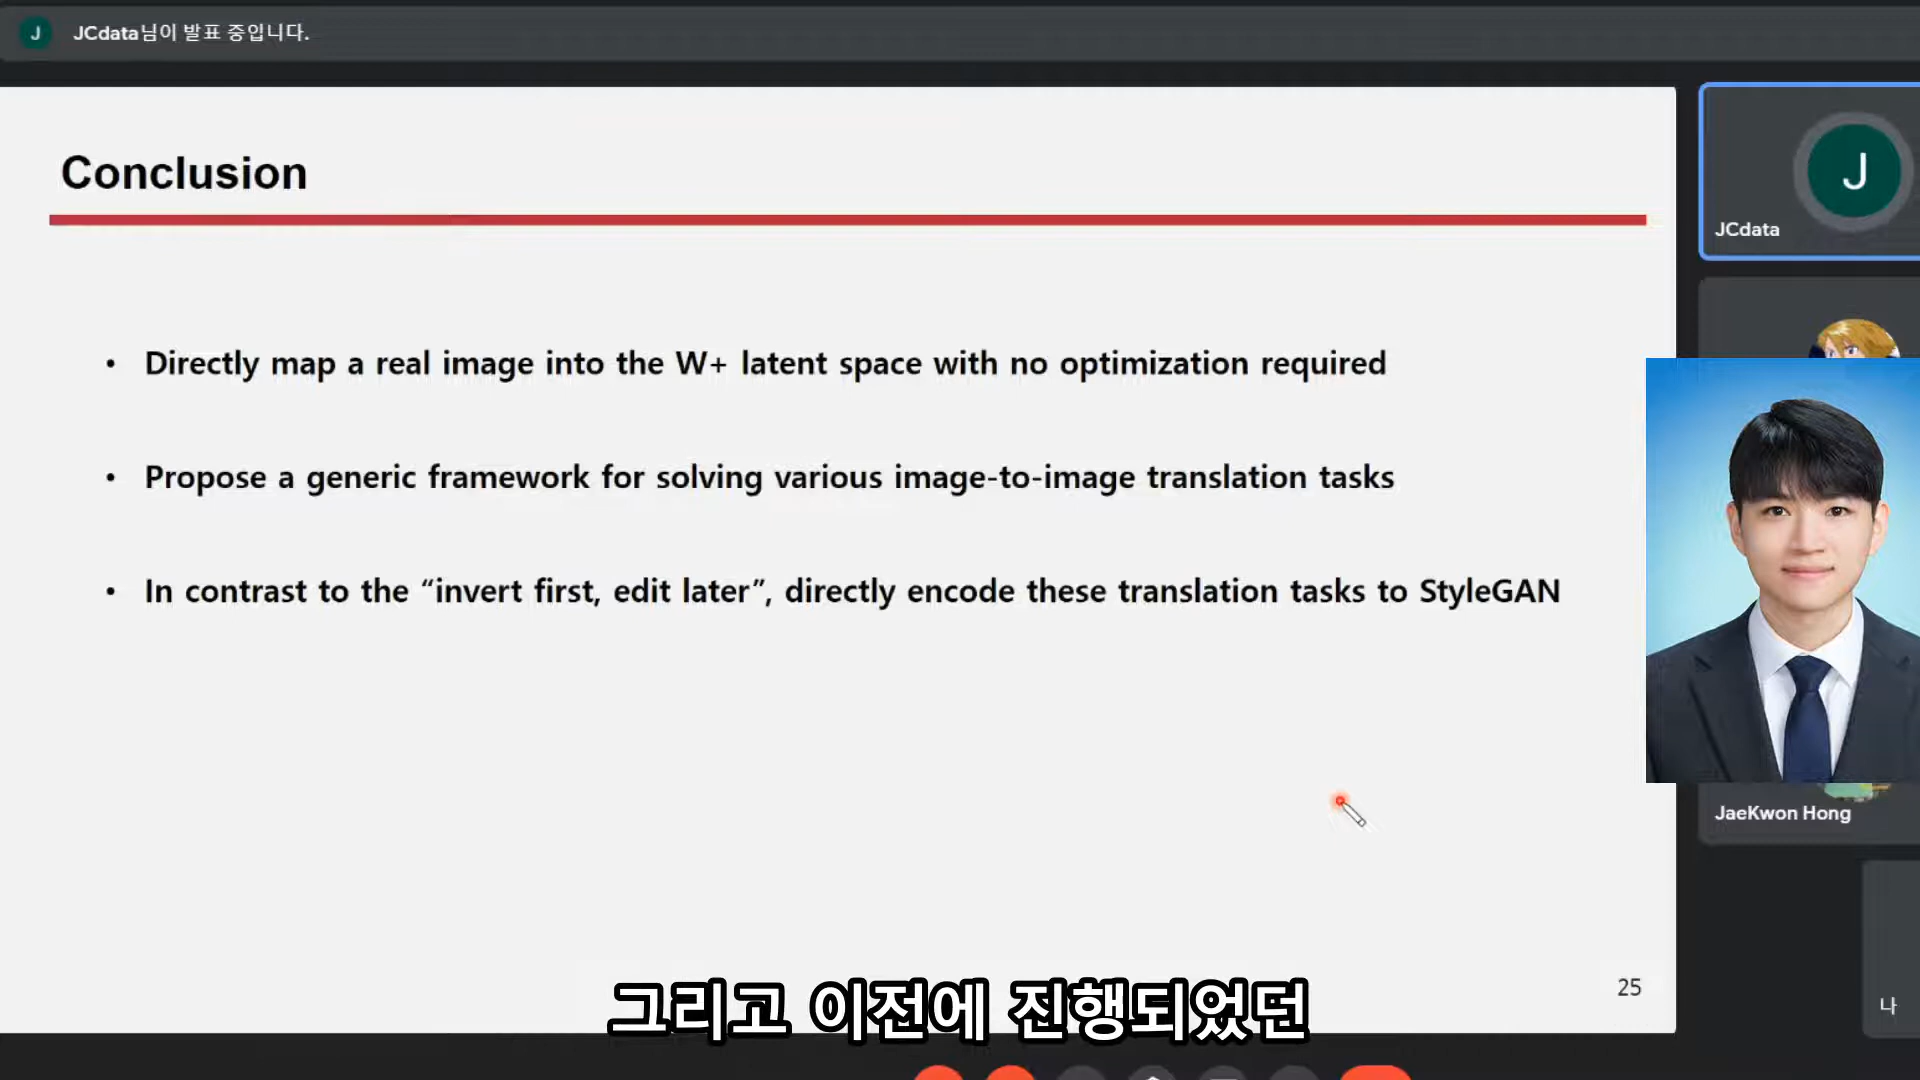 J JCdata님이 발표 중입니다.
Conclusion
J
JCdata
• Directly map a real image into the W+ latent space with no optimization required
• Propose a generic framework for solving various image-to-image translation tasks
• In contrast to the “invert first, edit later”, directly encode these translation tasks to StyleGAN
JaeKwon Hong
25
나
그리고 이전에 진행되었던